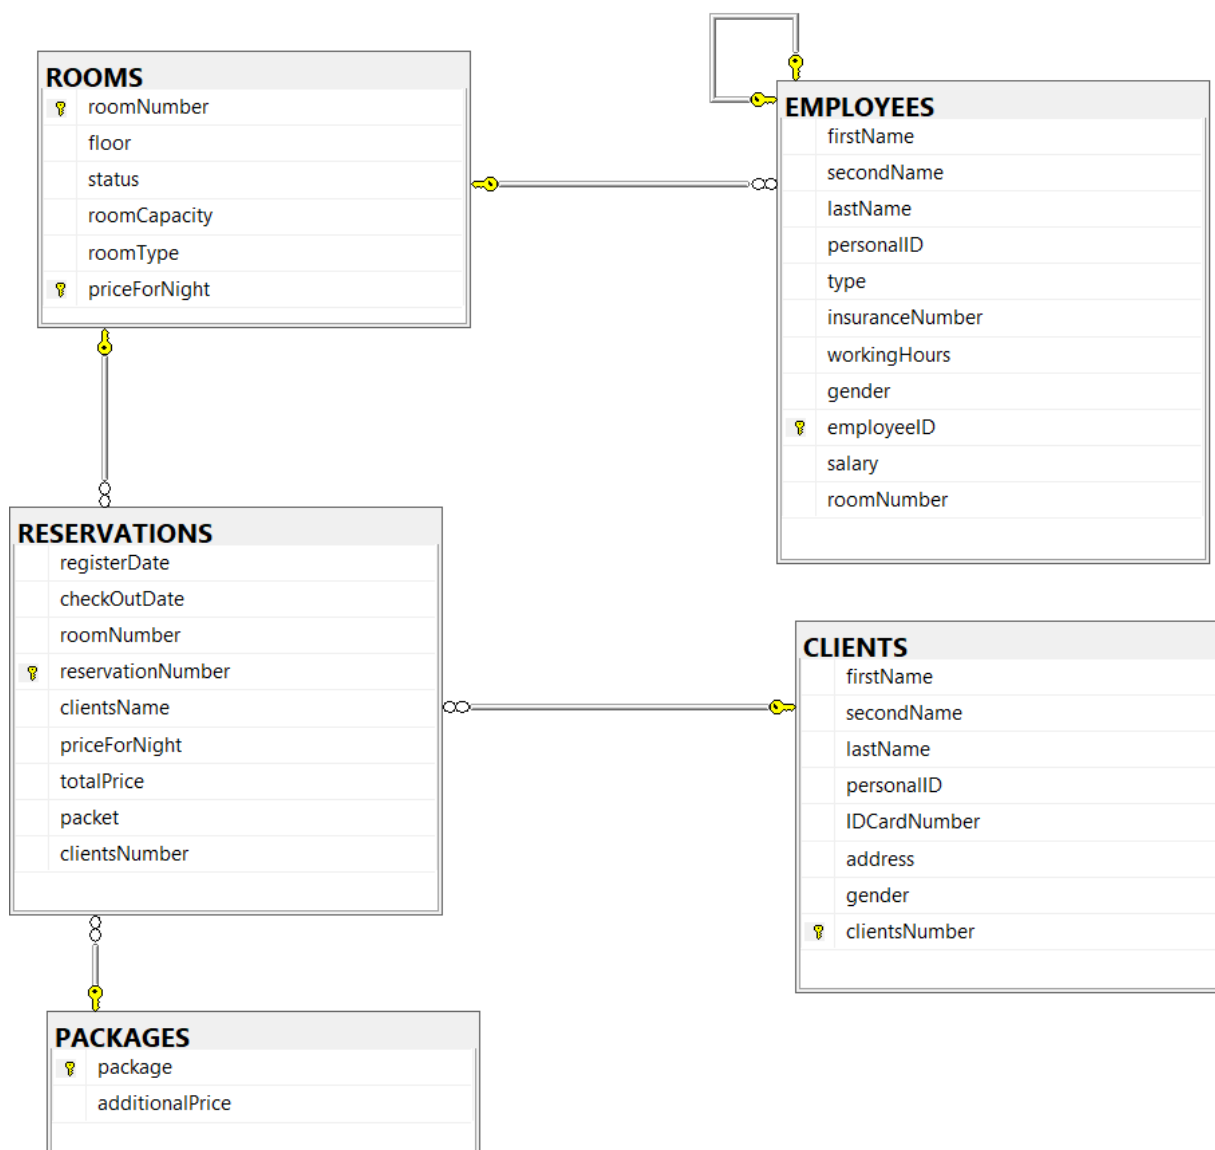 ROOMS
roomNumber
floor
status
roomCapacity
roomType
priceForNight
EMPLOYEES
firstName
secondName
lastName
personalID
type
insuranceNumber
workingHours
gender
employeeID
salary
roomNumber
RESERVATIONS
registerDate
checkOutDate
roomNumber
reservationNumber
clientsName
priceForNight
totalPrice
packet
clientsNumber
CLIENTS
firstName
secondName
lastName
personalID
IDCardNumber
address
gender
clientsNumber
PACKAGES
package
additionalPrice